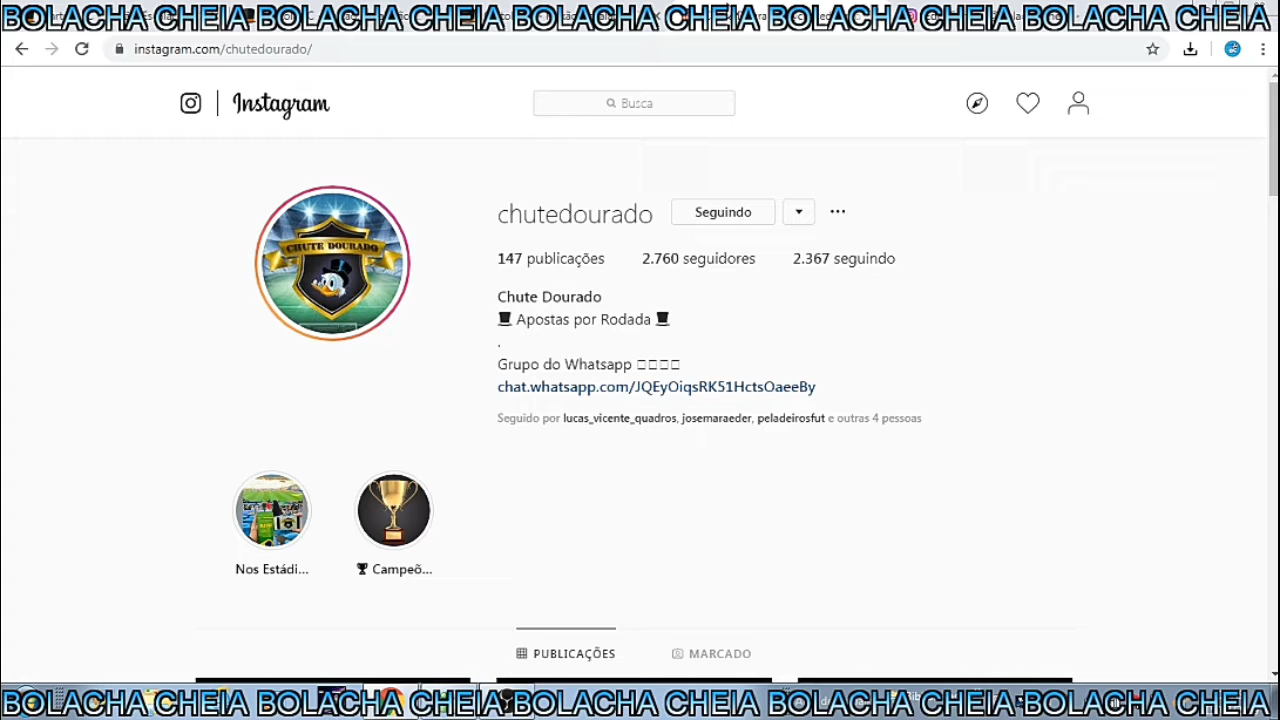 BOLACHA CHEIA BOLACHA CHEIA BOLACHA CHEIA BOLACHA CHEIA BOLACHA CHEIA
instagram.com/chutedourado/
Instagram
Busca
CHUTE DOURADO
chutedourado
Seguindo
147 publicações
2.760 seguidores
2.367 seguindo
Chute Dourado
Apostas por Rodada
.
Grupo do Whatsapp
chat.whatsapp.com/JQEyOiqsRK51HctsOaeeBy
Seguido por lucas_vicente_quadros, josemaraeder, peladeirosfut e outras 4 pessoas
Nos Estádi...
Campeõ...
PUBLICAÇÕES
MARCADO
BOLACHA CHEIA BOLACHA CHEIA BOLACHA CHEIA BOLACHA CHEIA BOLACHA CHEIA